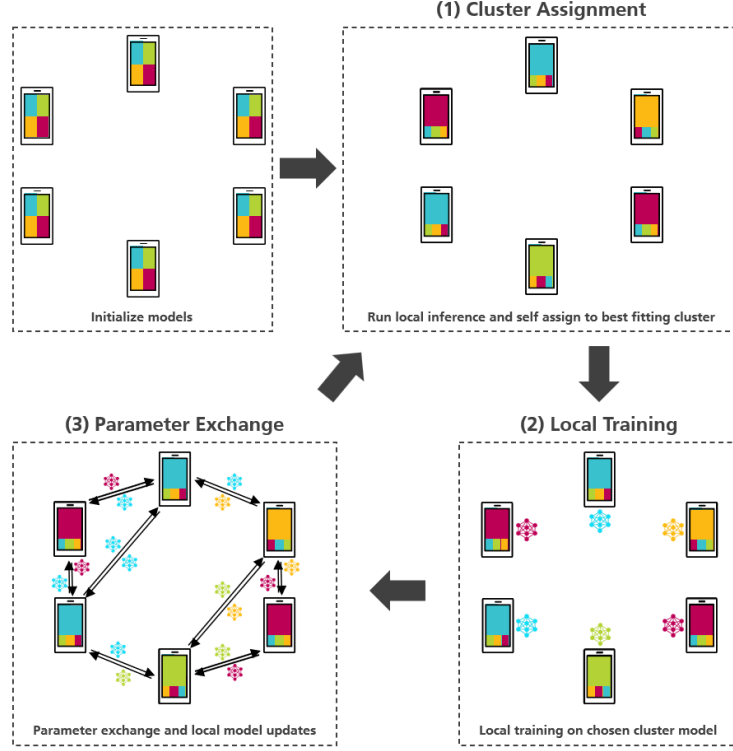 (1) Cluster Assignment
Initialize models
Run local inference and self assign to best fitting cluster
(3) Parameter Exchange
(2) Local Training
Parameter exchange and local model updates
Local training on chosen cluster model